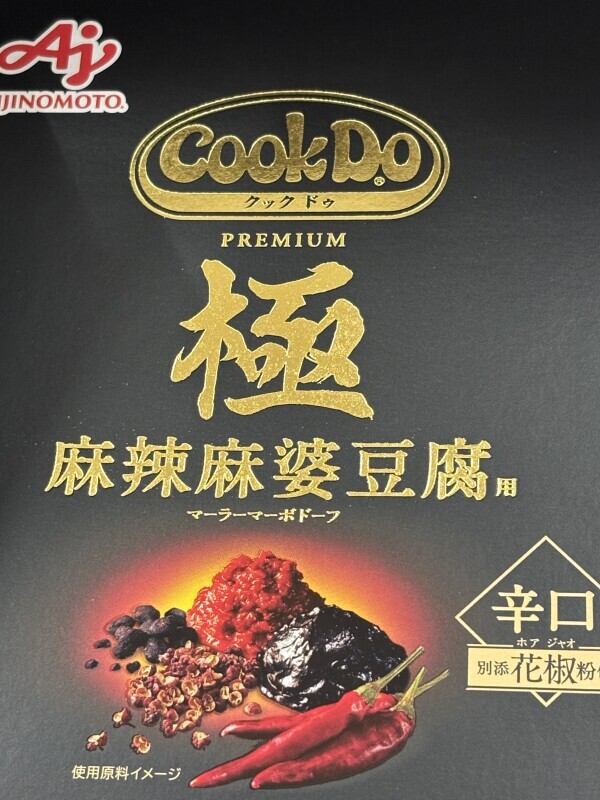 Aj
AJINOMOTO
CookDo®
クックドゥ
PREMIUM
極
麻辣麻婆豆腐用
マーラーマーボドーフ
辛口
ホア ジャオ
別添花椒粉
使用原料イメージ